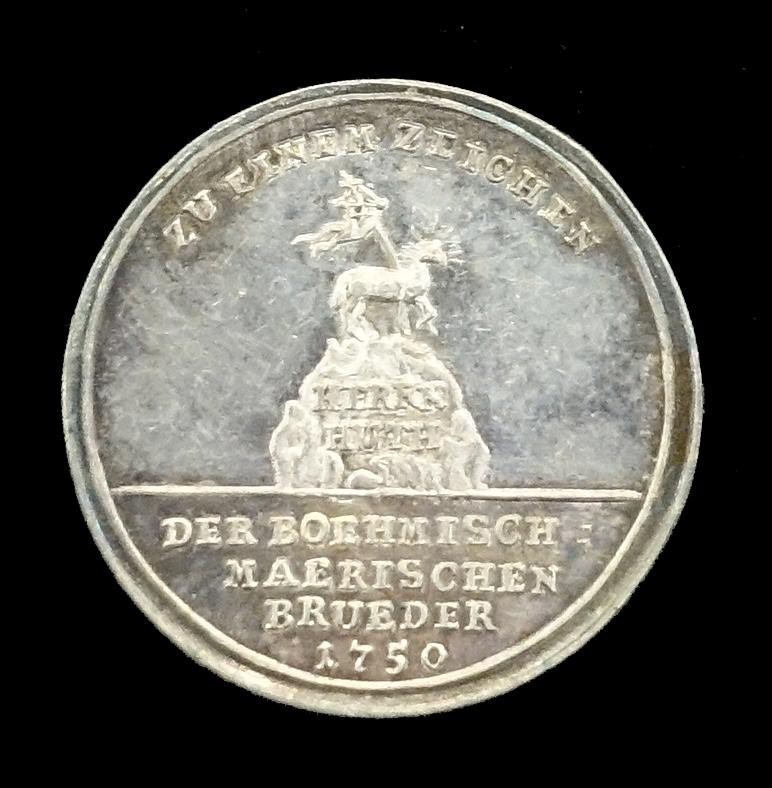 ZU EINEM ZEICHEN
HERRN
HUTH
DER BOEHMISCH :
MAERISCHEN
BRUEDER
1750